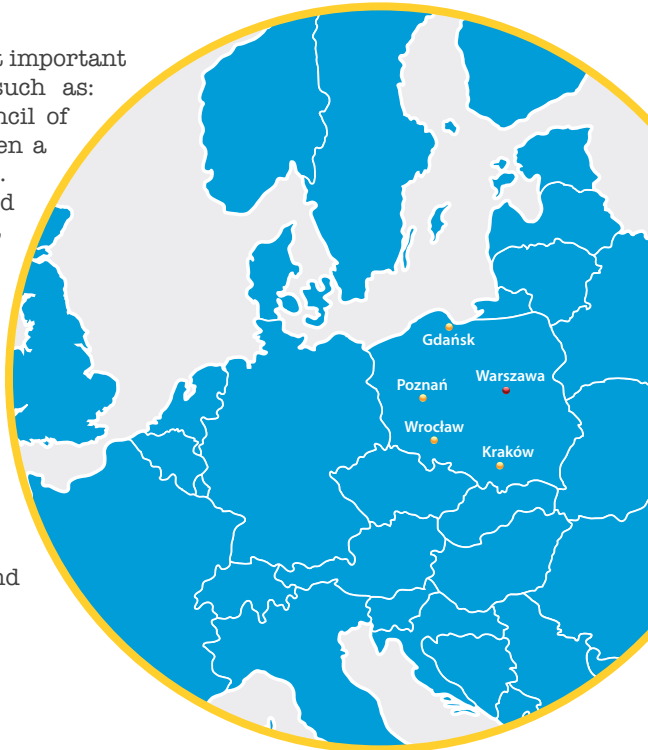 important
such as:
of
a
Gdańsk
Poznań
Warszawa
Wrocław
Kraków